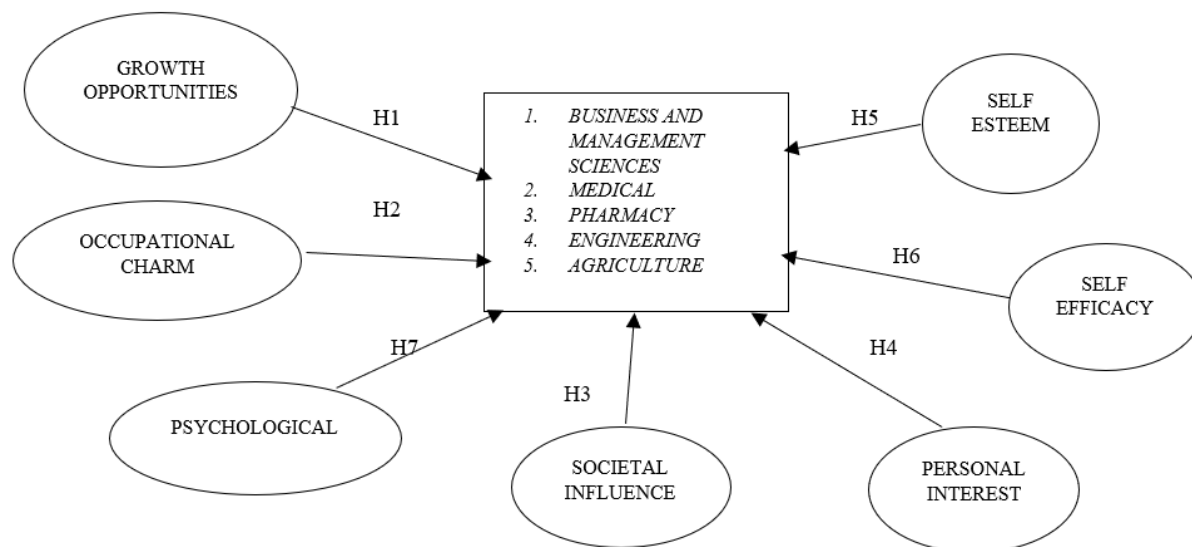 GROWTH
OPPORTUNITIES
H1
1. BUSINESS AND
MANAGEMENT
SCIENCES
2. MEDICAL
3. PHARMACY
4. ENGINEERING
5. AGRICULTURE
H5
SELF
ESTEEM
H2
OCCUPATIONAL
CHARM
H6
SELF
EFFICACY
H7
PSYCHOLOGICAL
H3
SOCIETAL
INFLUENCE
H4
PERSONAL
INTEREST